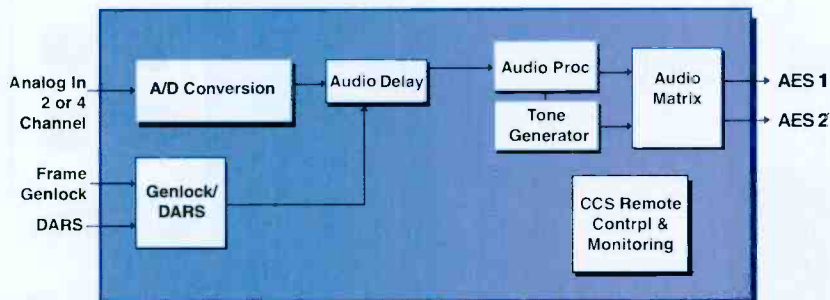 Analog In
2 or 4
Channel
A/D Conversion
Audio Delay
Audio Proc
Tone
Generator
Audio
Matrix
AES 1
AES 2
Frame
Genlock
DARS
Genlock/
DARS
CCS Remote
Contrpl &
Monitoring